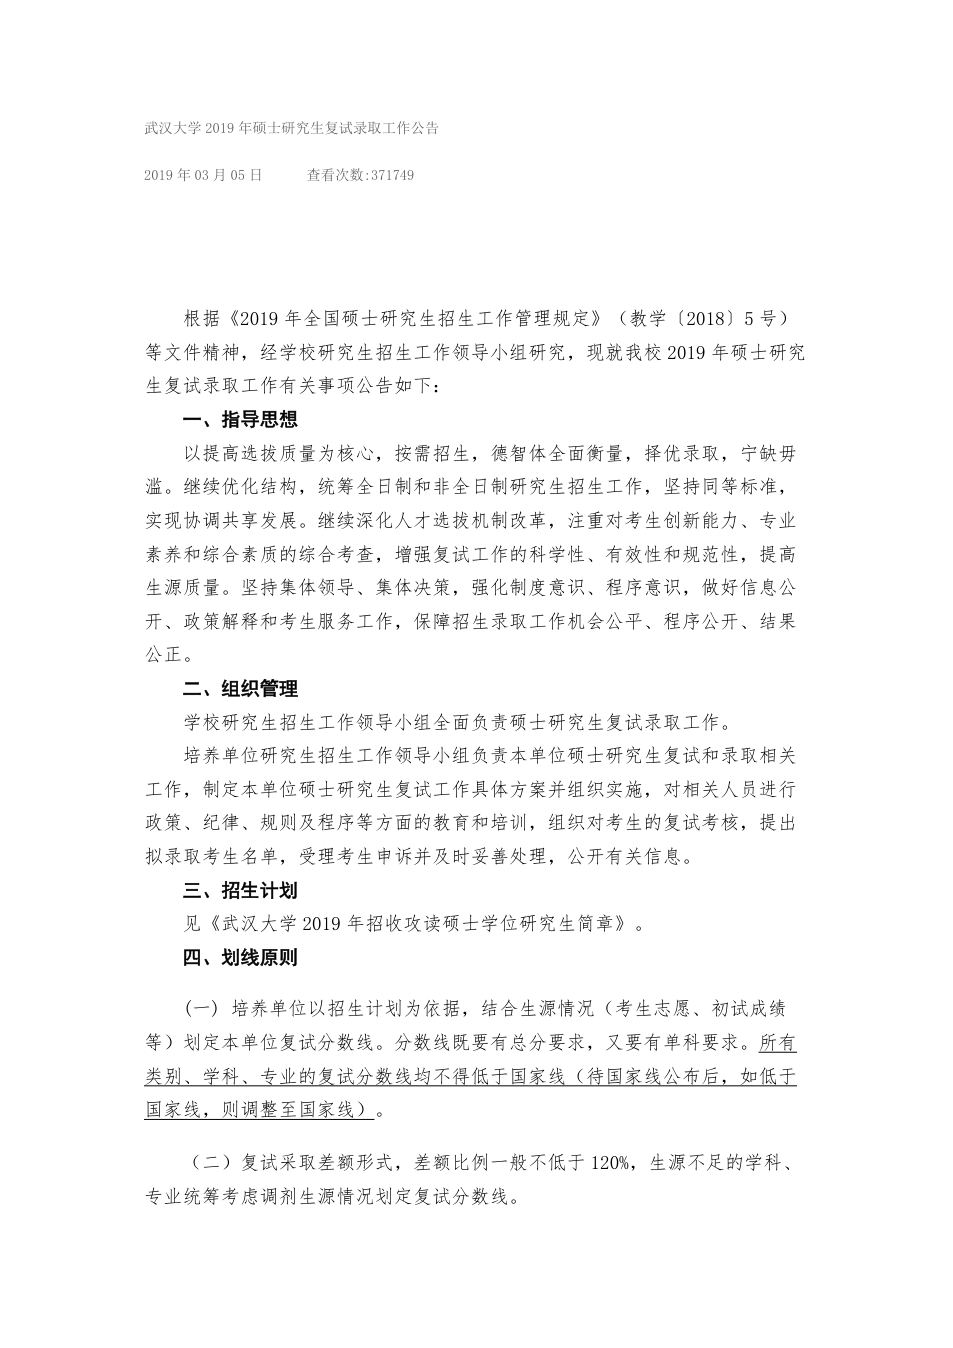 武汉大学 2019 年硕士研究生复试录取工作公告
2019 年 03 月 05 日 查看次数:371749
根据《2019 年全国硕士研究生招生工作管理规定》（教学〔2018〕5 号）
等文件精神，经学校研究生招生工作领导小组研究，现就我校 2019 年硕士研究
生复试录取工作有关事项公告如下：
一、指导思想
以提高选拔质量为核心，按需招生，德智体全面衡量，择优录取，宁缺毋
滥。继续优化结构，统筹全日制和非全日制研究生招生工作，坚持同等标准，
实现协调共享发展。继续深化人才选拔机制改革，注重对考生创新能力、专业
素养和综合素质的综合考查，增强复试工作的科学性、有效性和规范性，提高
生源质量。坚持集体领导、集体决策，强化制度意识、程序意识，做好信息公
开、政策解释和考生服务工作，保障招生录取工作机会公平、程序公开、结果
公正。
二、组织管理
学校研究生招生工作领导小组全面负责硕士研究生复试录取工作。
培养单位研究生招生工作领导小组负责本单位硕士研究生复试和录取相关
工作，制定本单位硕士研究生复试工作具体方案并组织实施，对相关人员进行
政策、纪律、规则及程序等方面的教育和培训，组织对考生的复试考核，提出
拟录取考生名单，受理考生申诉并及时妥善处理，公开有关信息。
三、招生计划
见《武汉大学 2019 年招收攻读硕士学位研究生简章》。
四、划线原则
(一) 培养单位以招生计划为依据，结合生源情况（考生志愿、初试成绩
等）划定本单位复试分数线。分数线既要有总分要求，又要有单科要求。所有
类别、学科、专业的复试分数线均不得低于国家线（待国家线公布后，如低于
国家线，则调整至国家线）。
（二）复试采取差额形式，差额比例一般不低于 120%，生源不足的学科、
专业统筹考虑调剂生源情况划定复试分数线。